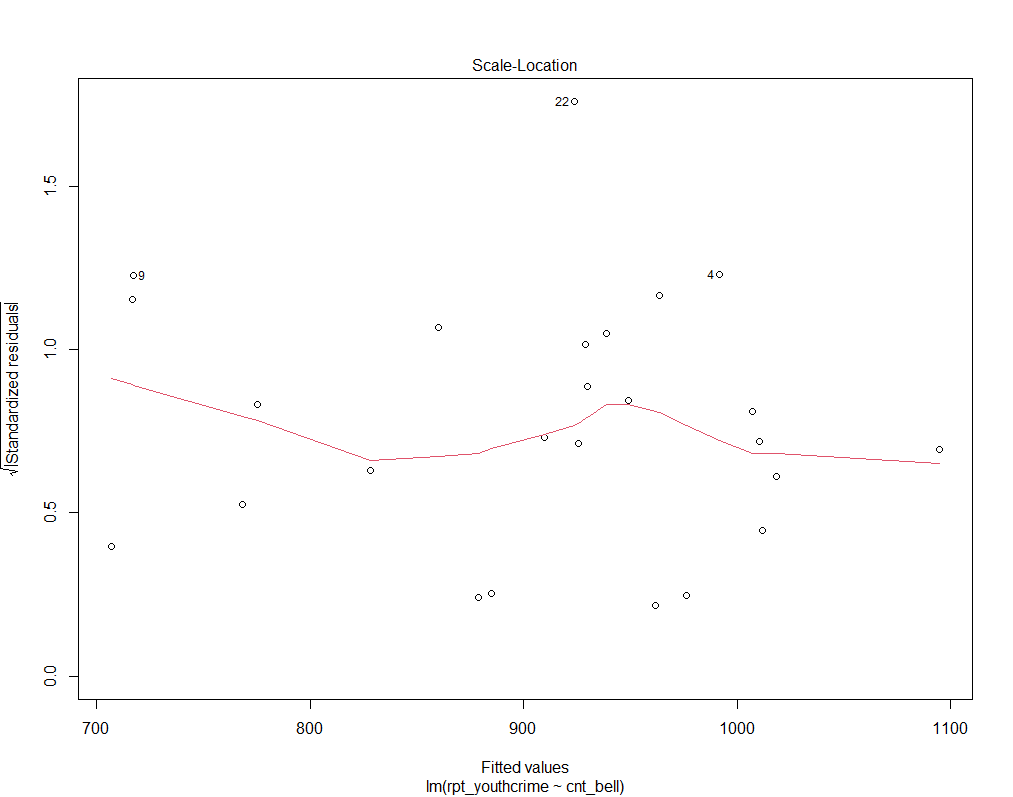 Scale-Location
22
1.5
9
4
1.0
√|Standardized residuals|
0.5
0.0
700 800 900 1000 1100
Fitted values
lm(rpt_youthcrime ~ cnt_bell)